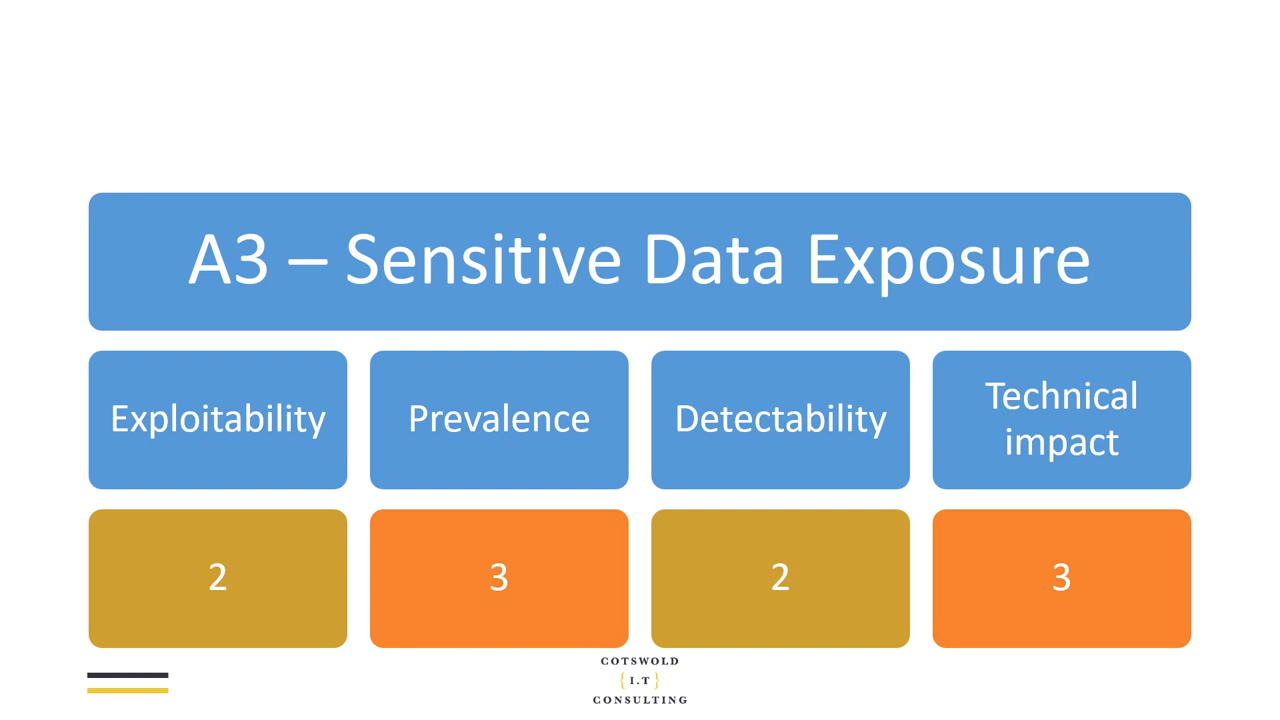 A3 – Sensitive Data Exposure
Exploitability
Prevalence
Detectability
Technical
impact
2
3
2
3
COTSWOLD
{ I.T }
CONSULTING